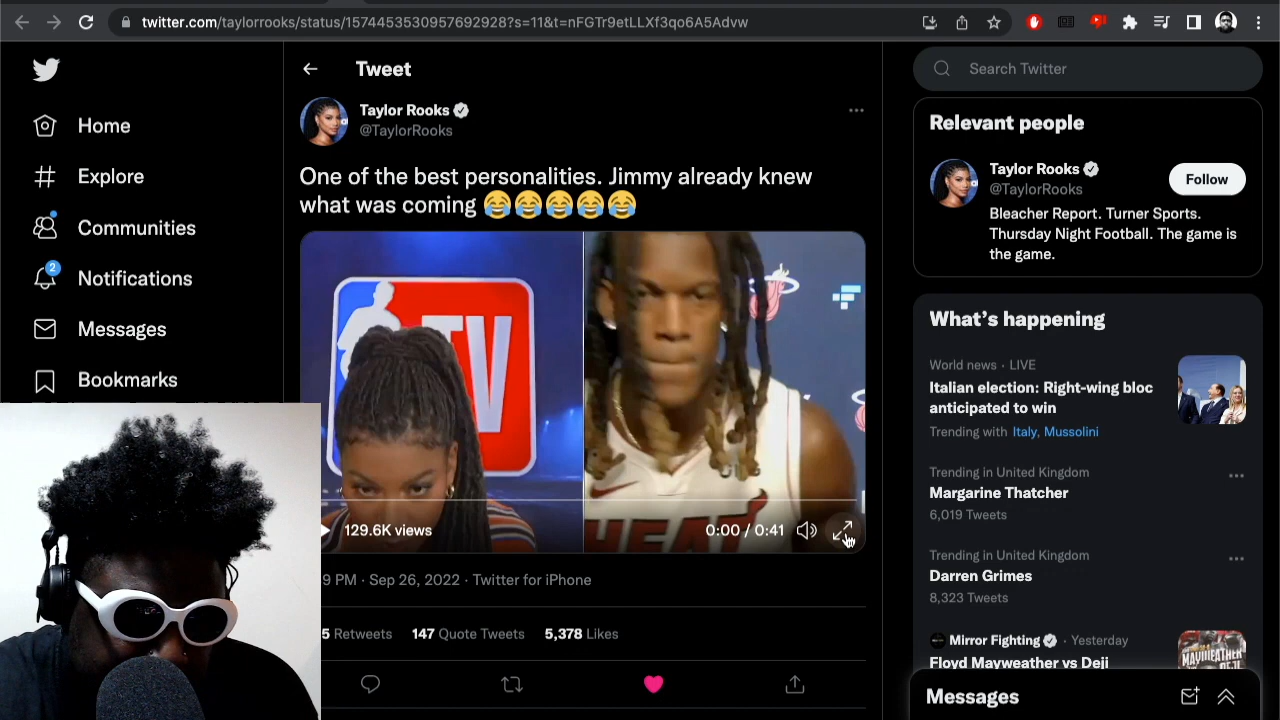 twitter.com/taylorrooks/status/1574453530957692928?s=11&t=nFGTr9etLLXf3qo6A5Advw
Home
Explore
Communities
2
Notifications
Messages
Bookmarks
Tweet
Taylor Rooks
@TaylorRooks
One of the best personalities. Jimmy already knew
what was coming 😂😂😂😂😂
TV
HEAT
129.6K views
0:00 / 0:41
9 PM · Sep 26, 2022 · Twitter for iPhone
5 Retweets 147 Quote Tweets 5,378 Likes
Search Twitter
Relevant people
Taylor Rooks
@TaylorRooks
Follow
Bleacher Report. Turner Sports.
Thursday Night Football. The game is
the game.
What's happening
World news · LIVE
Italian election: Right-wing bloc
anticipated to win
Trending with Italy, Mussolini
Trending in United Kingdom
Margarine Thatcher
6,019 Tweets
Trending in United Kingdom
Darren Grimes
8,323 Tweets
Mirror Fighting · Yesterday
Floyd Mayweather vs Deji
MAYWEATHER
DEJI
Messages